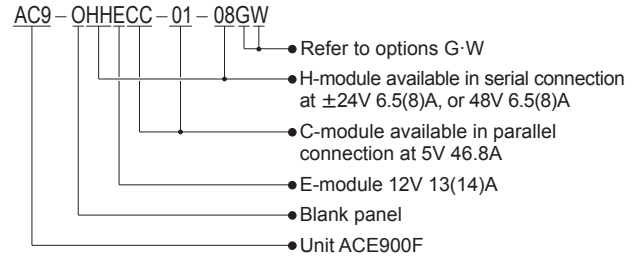 AC9-OHHECC-01-08GW
Refer to options G·W
H-module available in serial connection
at ±24V 6.5(8)A, or 48V 6.5(8)A
C-module available in parallel
connection at 5V 46.8A
E-module 12V 13(14)A
Blank panel
Unit ACE900F